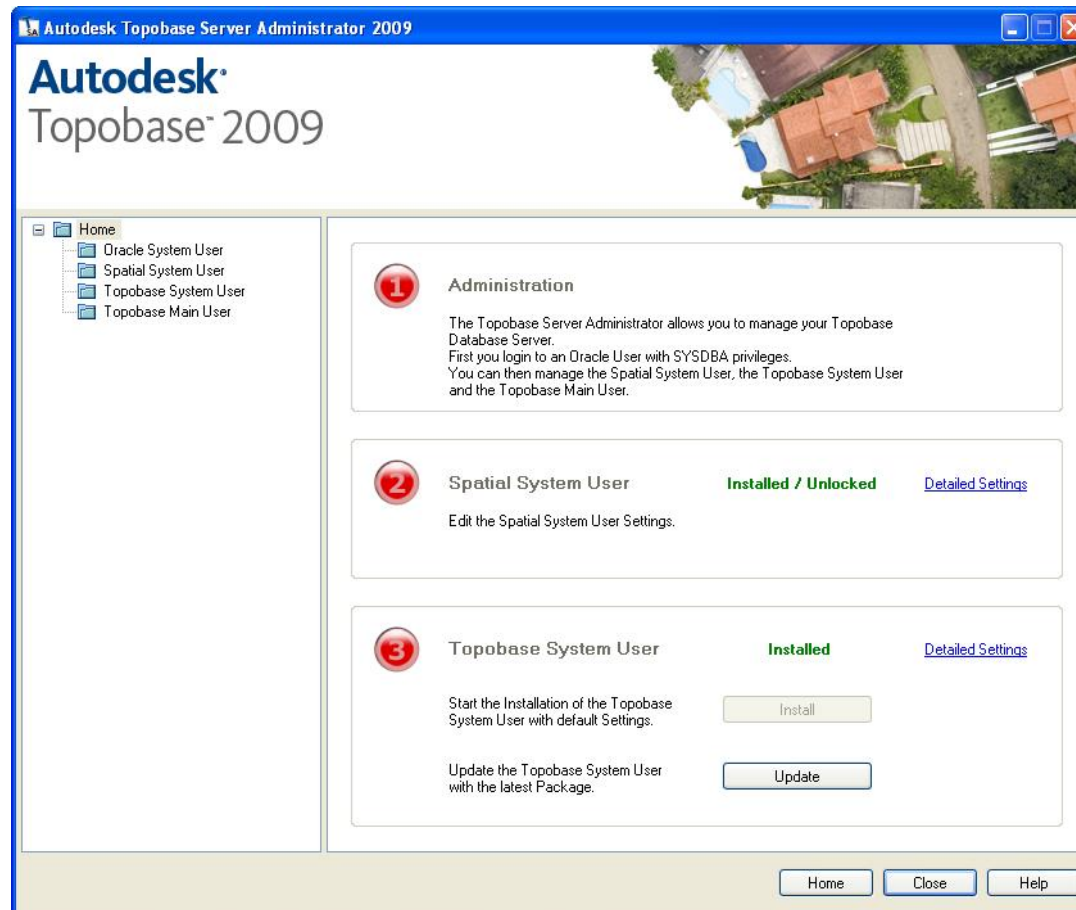 Autodesk Topobase Server Administrator 2009
Autodesk®
Topobase™ 2009
Home
Oracle System User
Spatial System User
Topobase System User
Topobase Main User
1
Administration
The Topobase Server Administrator allows you to manage your Topobase
Database Server.
First you login to an Oracle User with SYSDBA privileges.
You can then manage the Spatial System User, the Topobase System User
and the Topobase Main User.
2
Spatial System User
Installed / Unlocked
Detailed Settings
Edit the Spatial System User Settings.
3
Topobase System User
Installed
Detailed Settings
Start the Installation of the Topobase
System User with default Settings.
Install
Update the Topobase System User
with the latest Package.
Update
Home
Close
Help